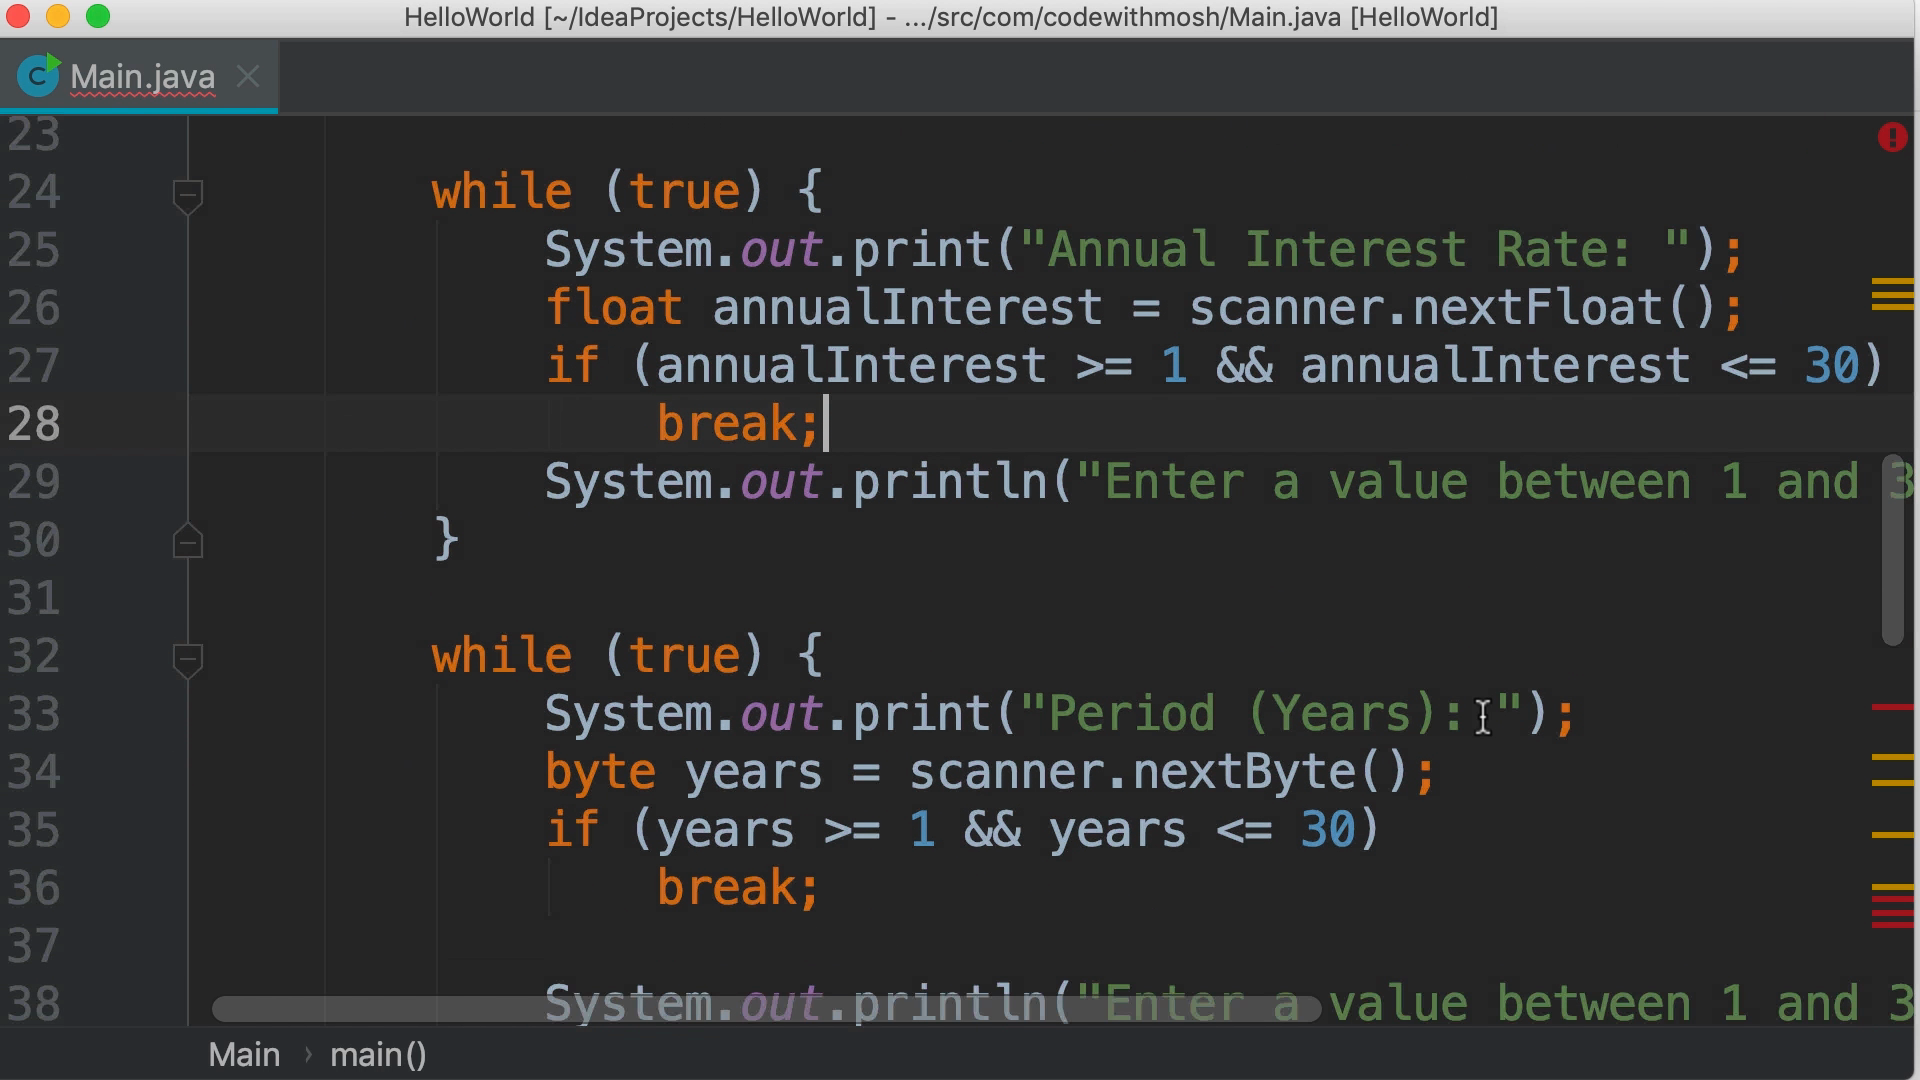 HelloWorld [~/IdeaProjects/HelloWorld] - .../src/com/codewithmosh/Main.java [HelloWorld]
C Main.java
23
24 while (true) {
25 System.out.print("Annual Interest Rate: ");
26 float annualInterest = scanner.nextFloat();
27 if (annualInterest >= 1 && annualInterest <= 30)
28 break;
29 System.out.println("Enter a value between 1 and 3
30 }
31
32 while (true) {
33 System.out.print("Period (Years): ");
34 byte years = scanner.nextByte();
35 if (years >= 1 && years <= 30)
36 break;
37
38 System.out.println("Enter a value between 1 and 3
Main › main()